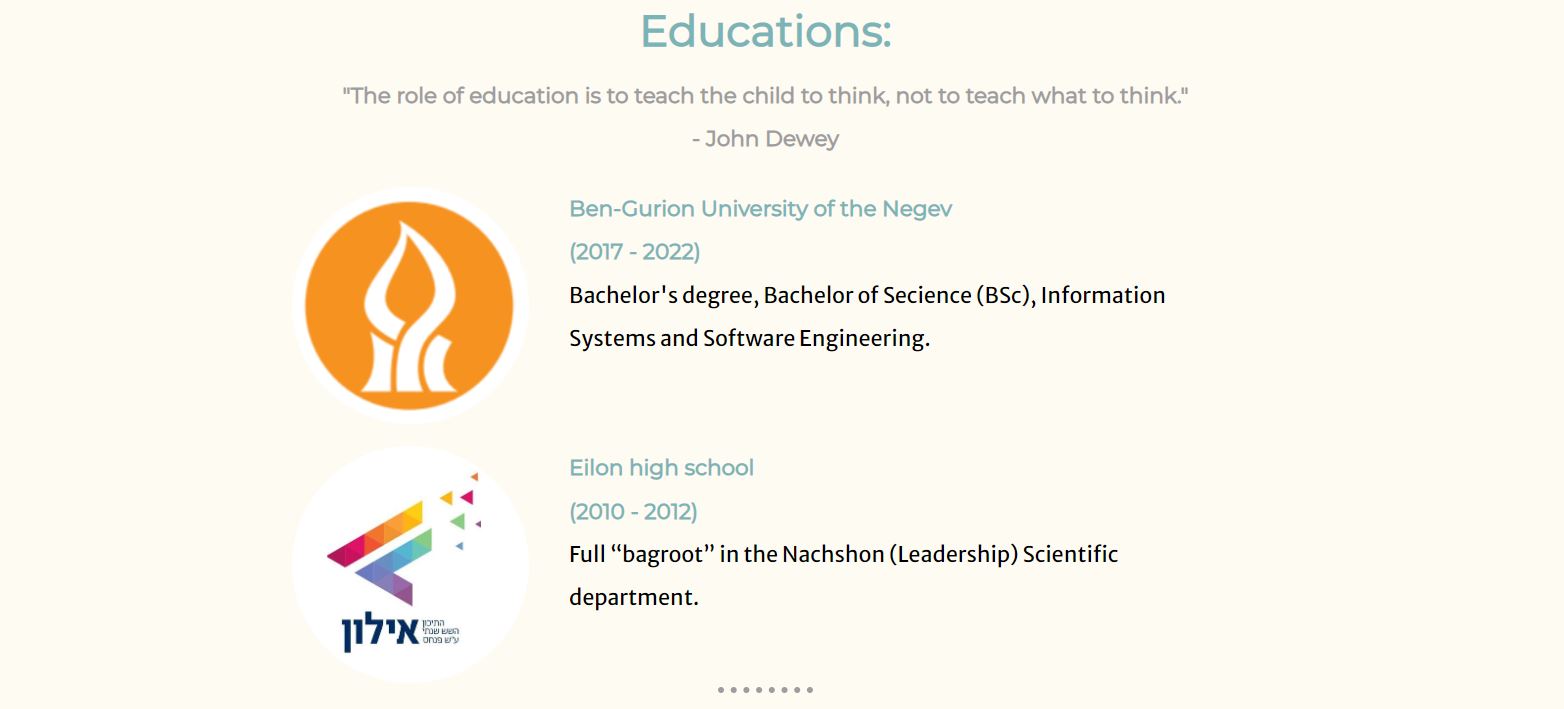 Educations:
"The role of education is to teach the child to think, not to teach what to think."
- John Dewey
Ben-Gurion University of the Negev
(2017 - 2022)
Bachelor's degree, Bachelor of Secience (BSc), Information
Systems and Software Engineering.
Eilon high school
(2010 - 2012)
Full “bagroot” in the Nachshon (Leadership) Scientific
department.
אילון
התיכון
השש שנתי
ע״ש פנחס